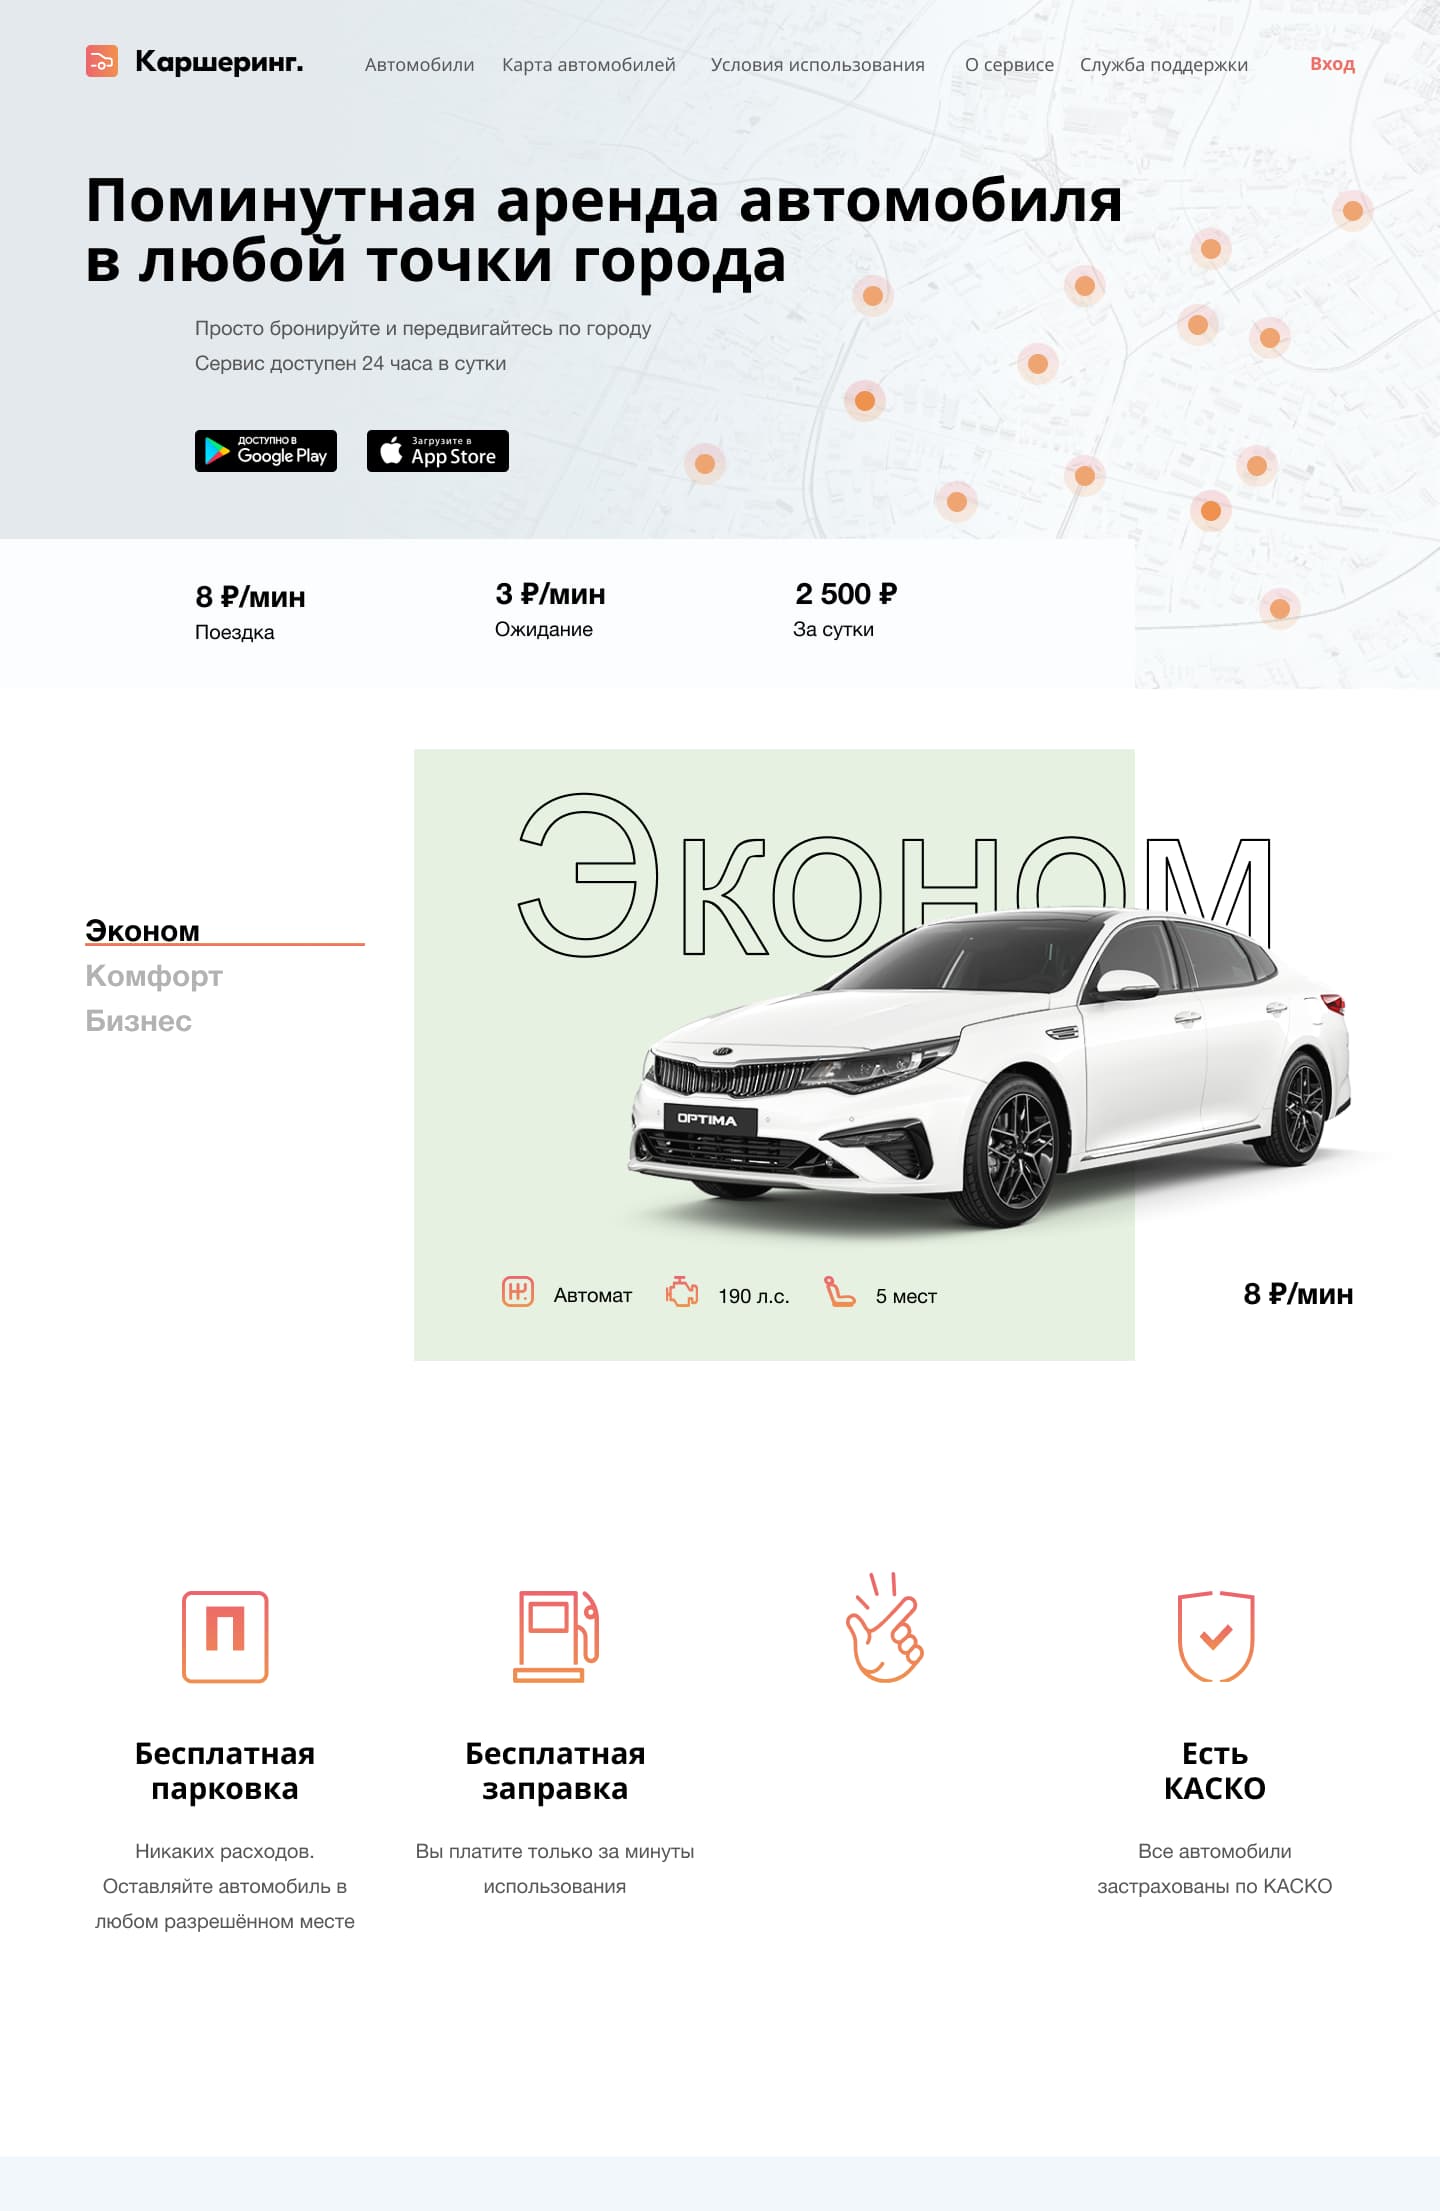 Каршеринг.
Автомобили
Карта автомобилей
Условия использования
О сервисе
Служба поддержки
Вход
Поминутная аренда автомобиля
в любой точки города
Просто бронируйте и передвигайтесь по городу
Сервис доступен 24 часа в сутки
ДОСТУПНО В
Google Play
Загрузите в
App Store
8 ₽/мин
Поездка
3 ₽/мин
Ожидание
2 500 ₽
За сутки
Эконом
Комфорт
Бизнес
Эконом
KIA
OPTIMA
Автомат
190 л.с.
5 мест
8 ₽/мин
П
Бесплатная
парковка
Никаких расходов.
Оставляйте автомобиль в
любом разрешённом месте
Бесплатная
заправка
Вы платите только за минуты
использования
Есть
КАСКО
Все автомобили
застрахованы по КАСКО